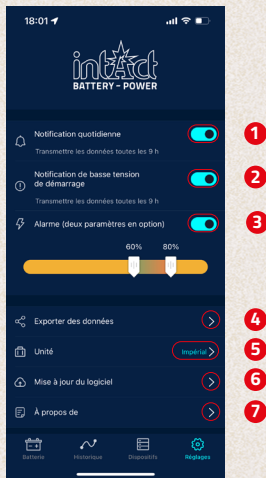 18:01
intAct
BATTERY - POWER
Notification quotidienne
1
Transmettre les données toutes les 9 h
Notification de basse tension
de démarrage
2
Transmettre les données toutes les 9 h
Alarme (deux paramètres en option)
3
60% 80%
Exporter des données
4
Unité
Impérial
5
Mise à jour du logiciel
6
À propos de
7
Batterie Historique Dispositifs Réglages